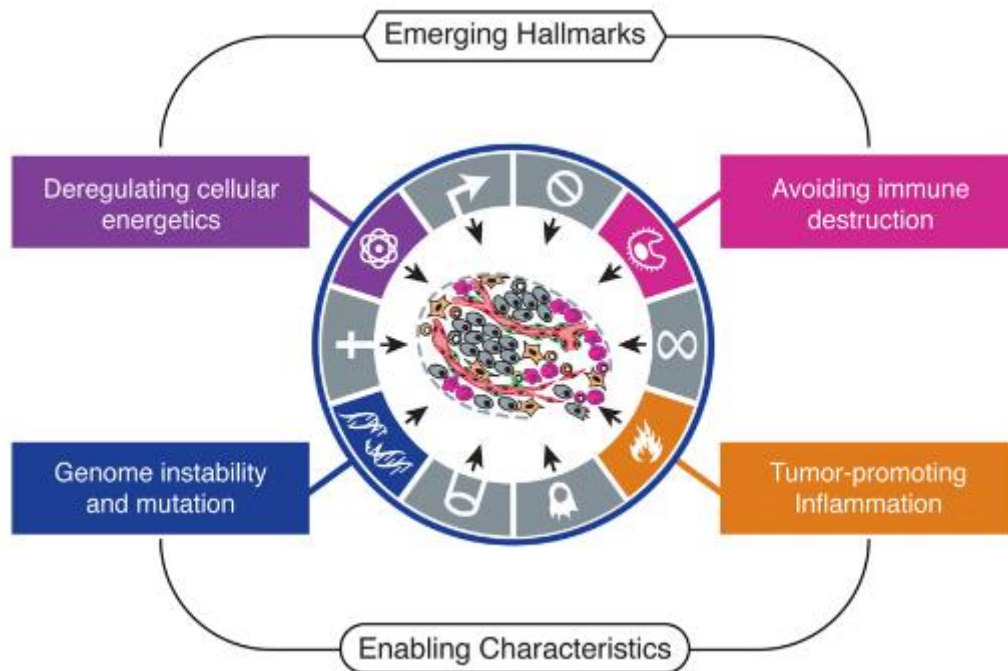 Emerging Hallmarks
Deregulating cellular
energetics
Avoiding immune
destruction
Genome instability
and mutation
Tumor-promoting
Inflammation
Enabling Characteristics